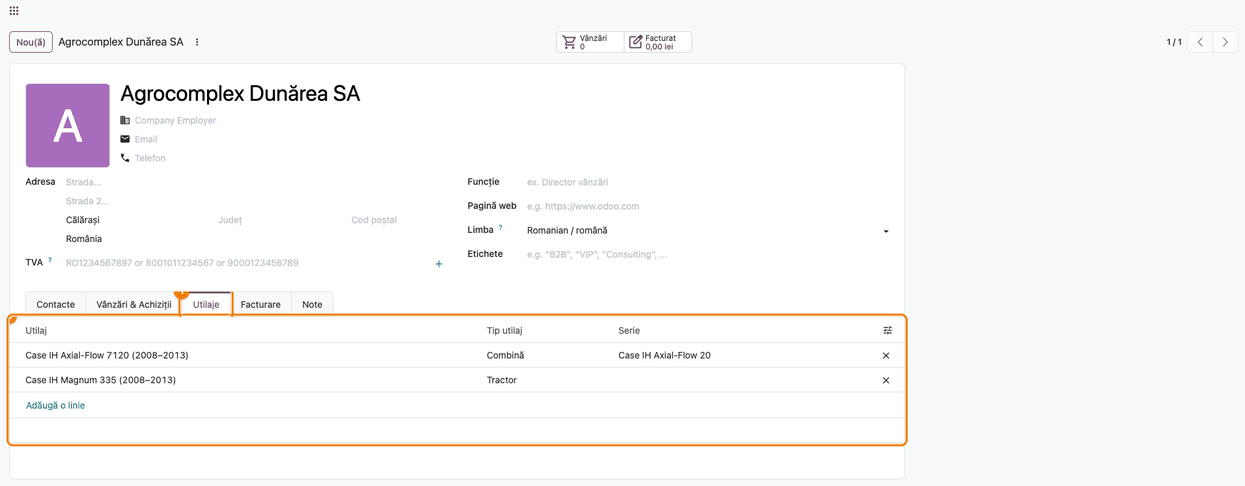 Nou(ă) Agrocomplex Dunărea SA
Vânzări
0
Facturat
0,00 lei
1 / 1
A
Agrocomplex Dunărea SA
Company Employer
Email
Telefon
Adresa Strada...
Strada 2...
Călărași Județ Cod poștal
România
TVA ? RO1234567897 or 8001011234567 or 9000123456789
Funcție ex. Director vânzări
Pagină web e.g. https://www.odoo.com
Limba ? Romanian / română
Etichete e.g. "B2B", "VIP", "Consulting", ...
Contacte Vânzări & Achiziții Utilaje Facturare Note
Utilaj Tip utilaj Serie
Case IH Axial-Flow 7120 (2008–2013) Combină Case IH Axial-Flow 20
Case IH Magnum 335 (2008–2013) Tractor
Adăugă o linie